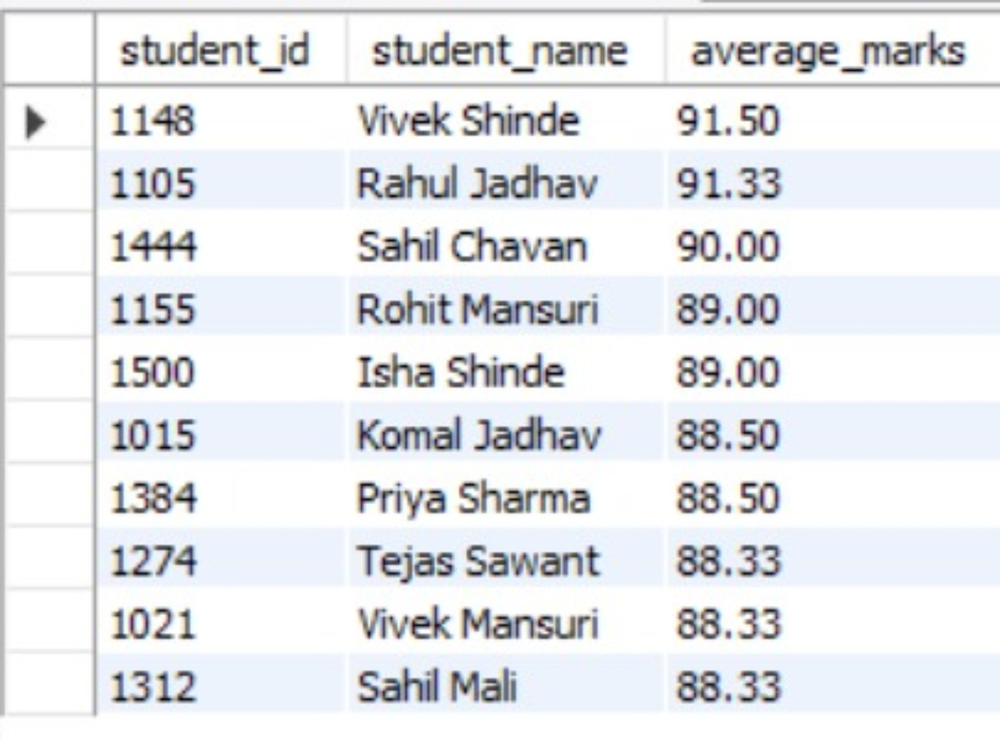 student_id student_name average_marks
1148 Vivek Shinde 91.50
1105 Rahul Jadhav 91.33
1444 Sahil Chavan 90.00
1155 Rohit Mansuri 89.00
1500 Isha Shinde 89.00
1015 Komal Jadhav 88.50
1384 Priya Sharma 88.50
1274 Tejas Sawant 88.33
1021 Vivek Mansuri 88.33
1312 Sahil Mali 88.33